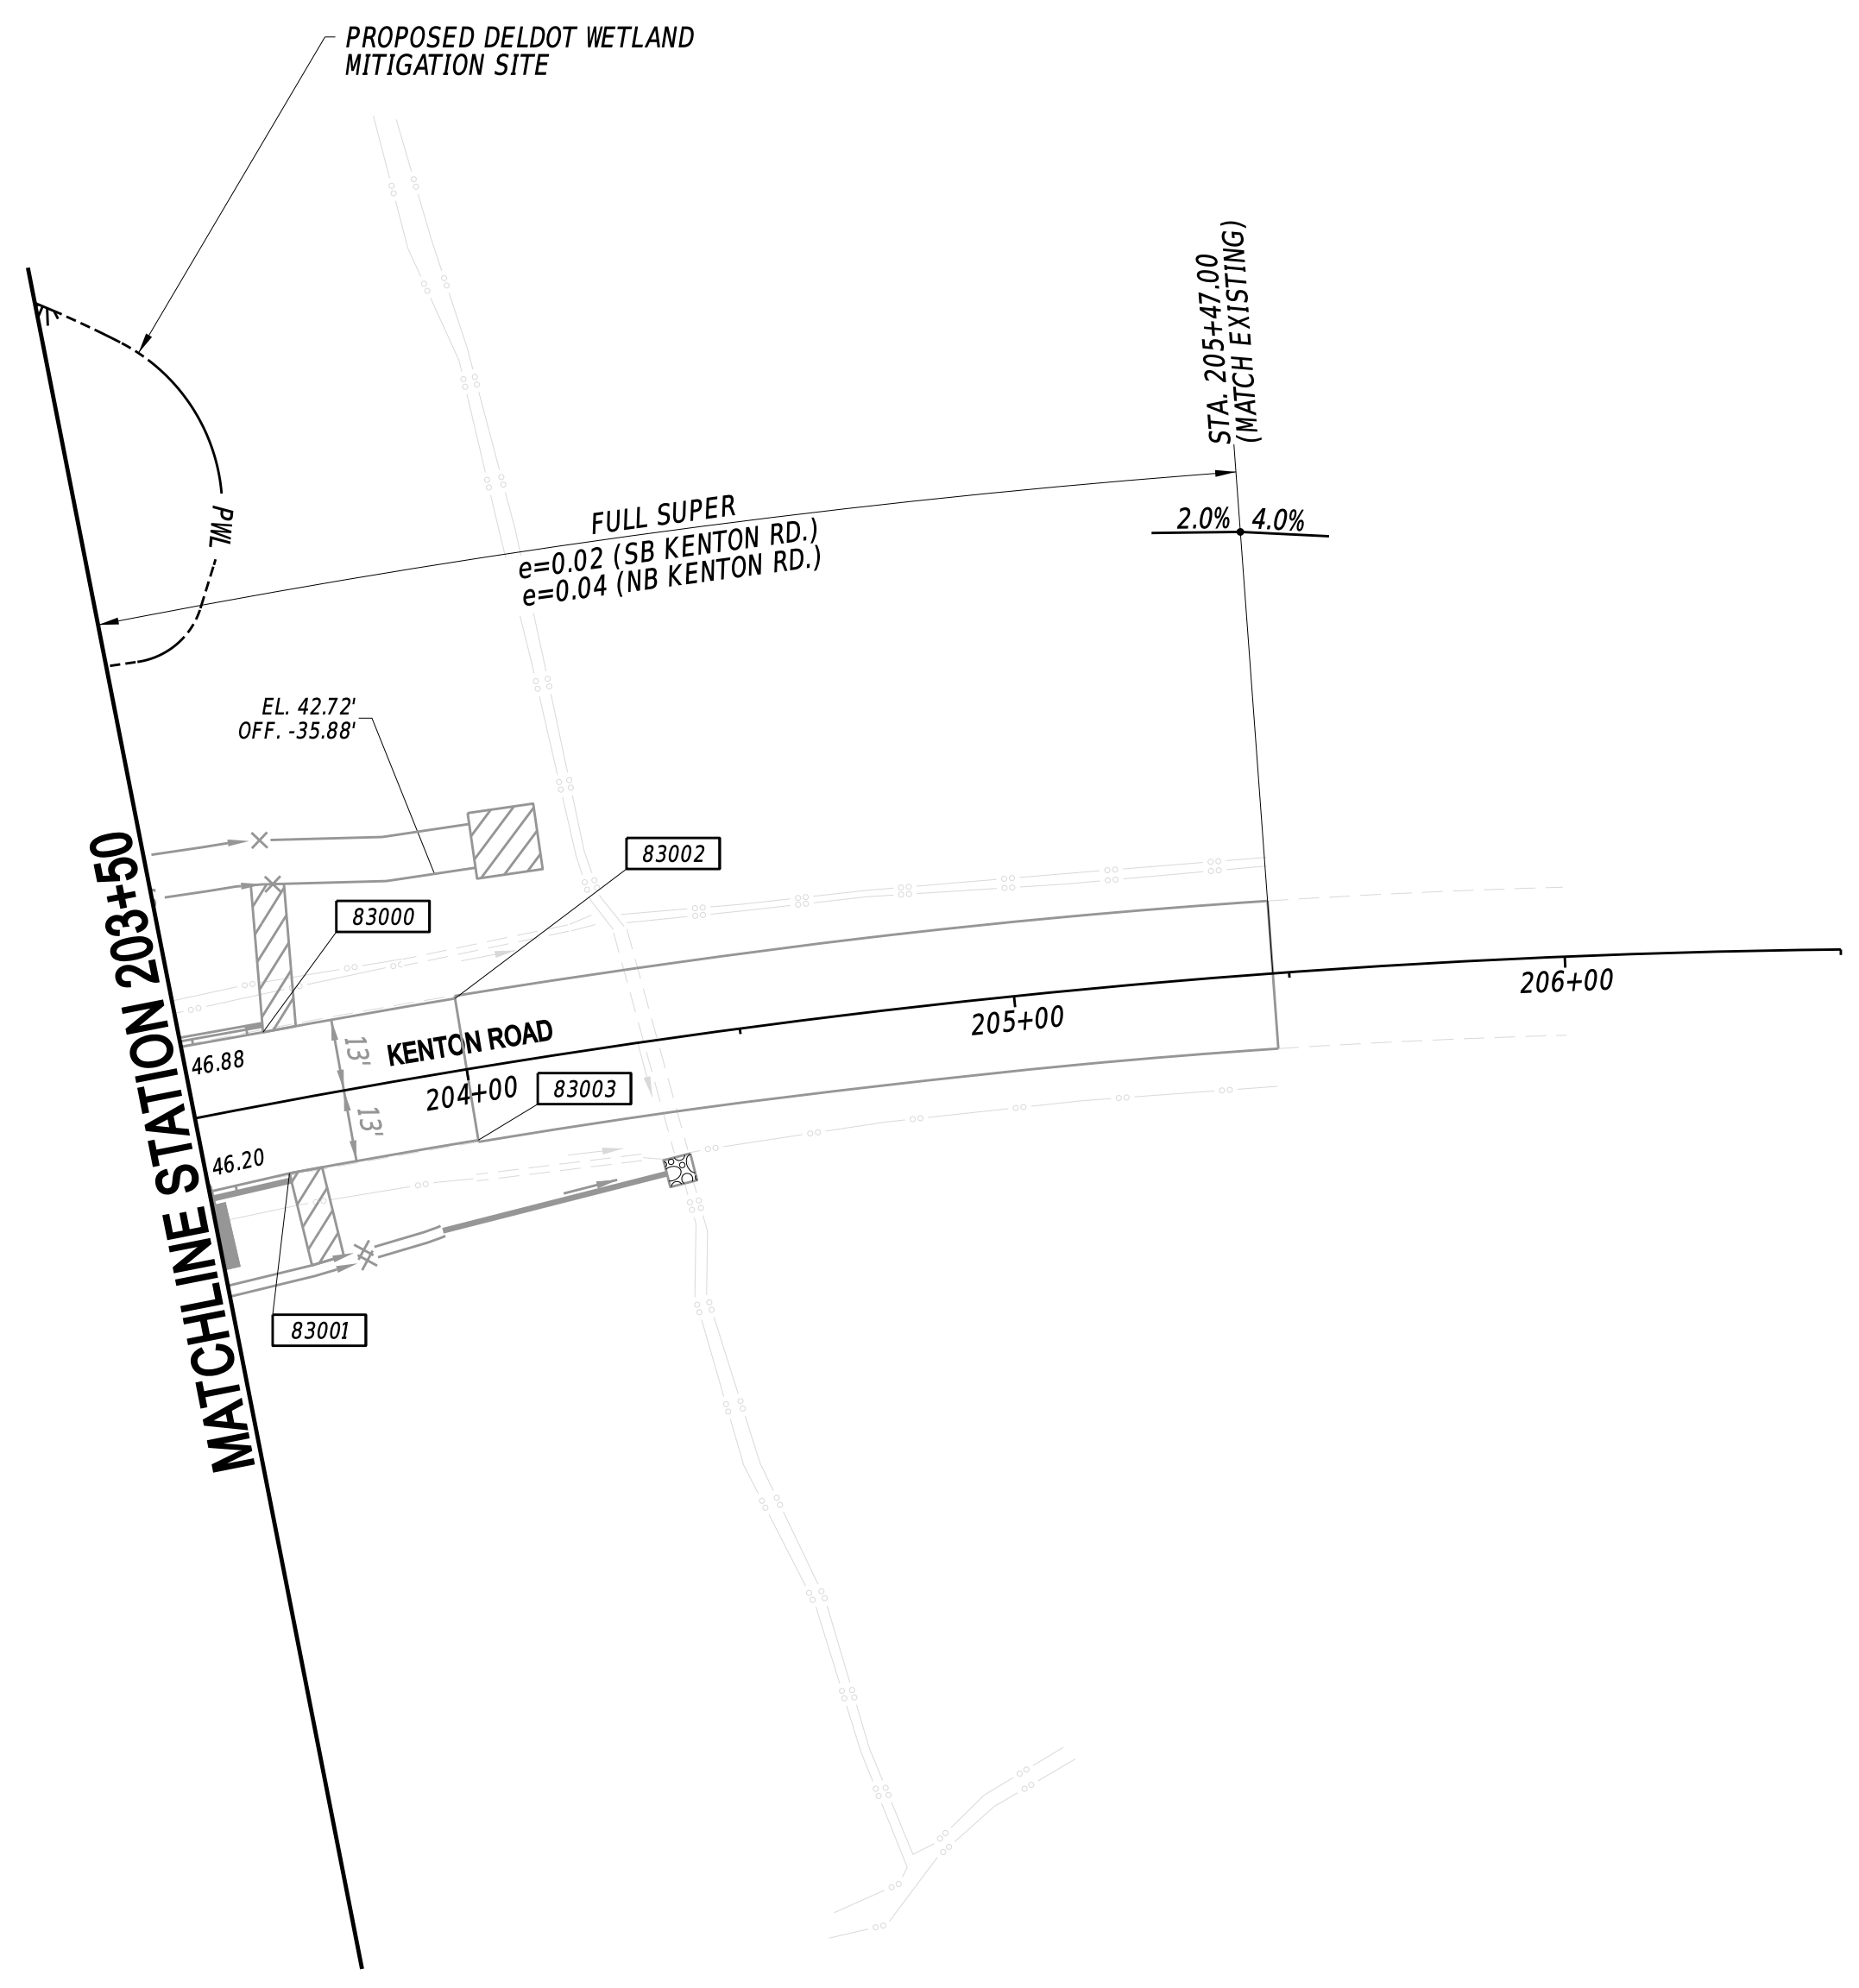 PROPOSED DELDOT WETLAND
MITIGATION SITE
STA. 205+47.00
(MATCH EXISTING)
2.0% 4.0%
FULL SUPER
e=0.02 (SB KENTON RD.)
e=0.04 (NB KENTON RD.)
PWL
EL. 42.72'
OFF. -35.88'
83002
83000
MATCHLINE STATION 203+50
46.88
13'
KENTON ROAD
204+00
205+00
206+00
83003
13'
46.20
83001